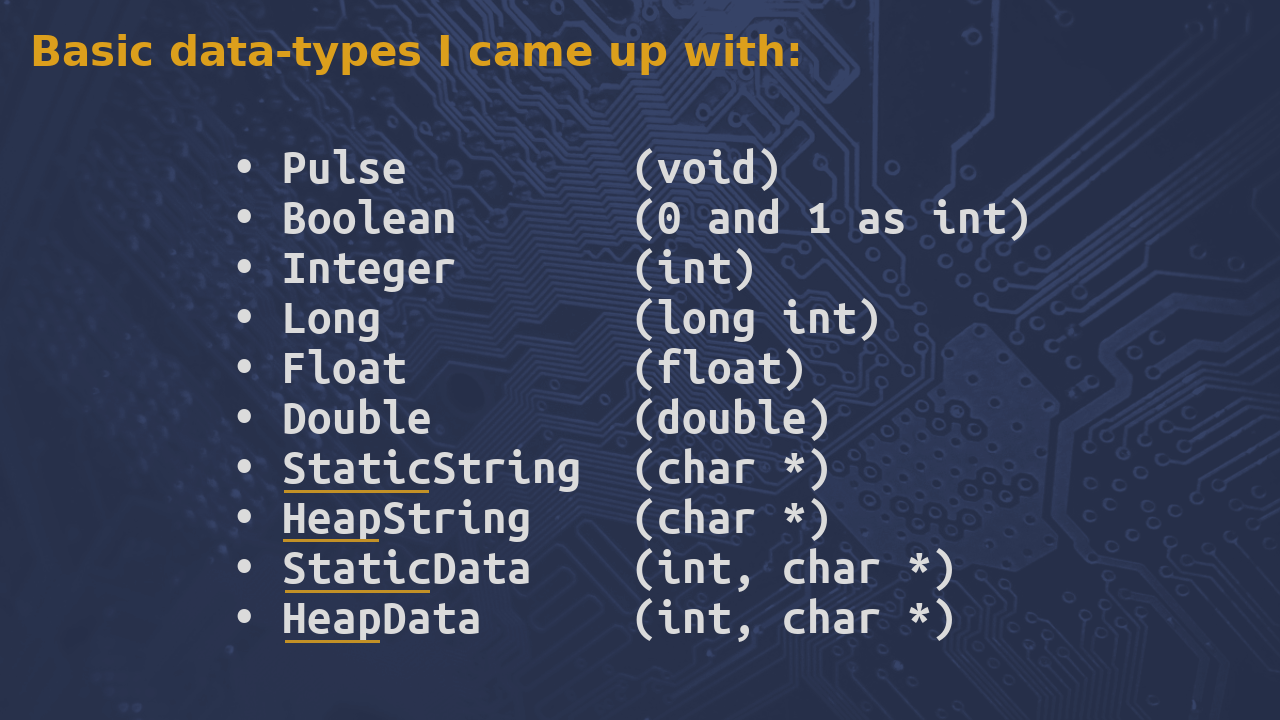 Basic data-types I came up with:
• Pulse (void)
• Boolean (0 and 1 as int)
• Integer (int)
• Long (long int)
• Float (float)
• Double (double)
• StaticString (char *)
• HeapString (char *)
• StaticData (int, char *)
• HeapData (int, char *)